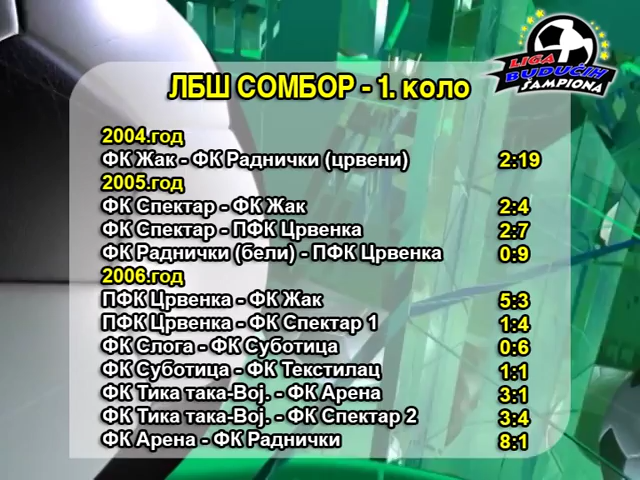 LIGA
BUDUĆIH
ŠAMPIONA
ЛБШ СОМБОР - 1. коло
2004.год
ФК Жак - ФК Раднички (црвени) 2:19
2005.год
ФК Спектар - ФК Жак 2:4
ФК Спектар - ПФК Црвенка 2:7
ФК Раднички (бели) - ПФК Црвенка 0:9
2006.год
ПФК Црвенка - ФК Жак 5:3
ПФК Црвенка - ФК Спектар 1 1:4
ФК Слога - ФК Суботица 0:6
ФК Суботица - ФК Текстилац 1:1
ФК Тика така-Вој. - ФК Арена 3:1
ФК Тика така-Вој. - ФК Спектар 2 3:4
ФК Арена - ФК Раднички 8:1